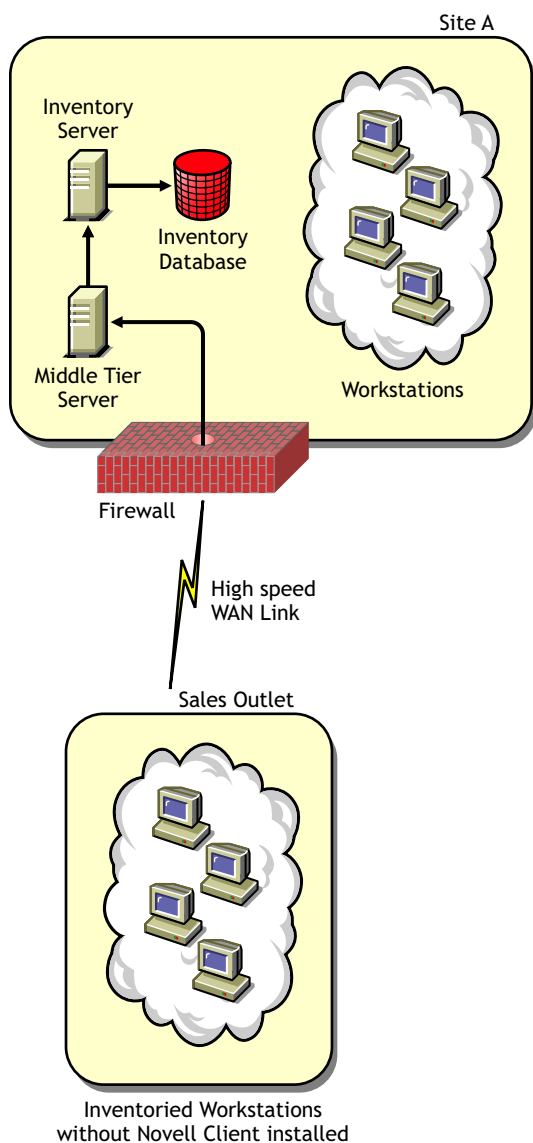 Site A
Inventory
Server
Inventory
Database
Middle Tier
Server
Workstations
Firewall
High speed
WAN Link
Sales Outlet
Inventoried Workstations
without Novell Client installed